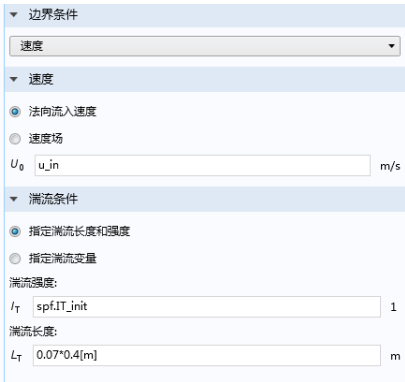 边界条件
速度
速度
法向流入速度
速度场
U₀ u_in m/s
湍流条件
指定湍流长度和强度
指定湍流变量
湍流强度:
I_T spf.IT_init 1
湍流长度:
L_T 0.07*0.4[m] m